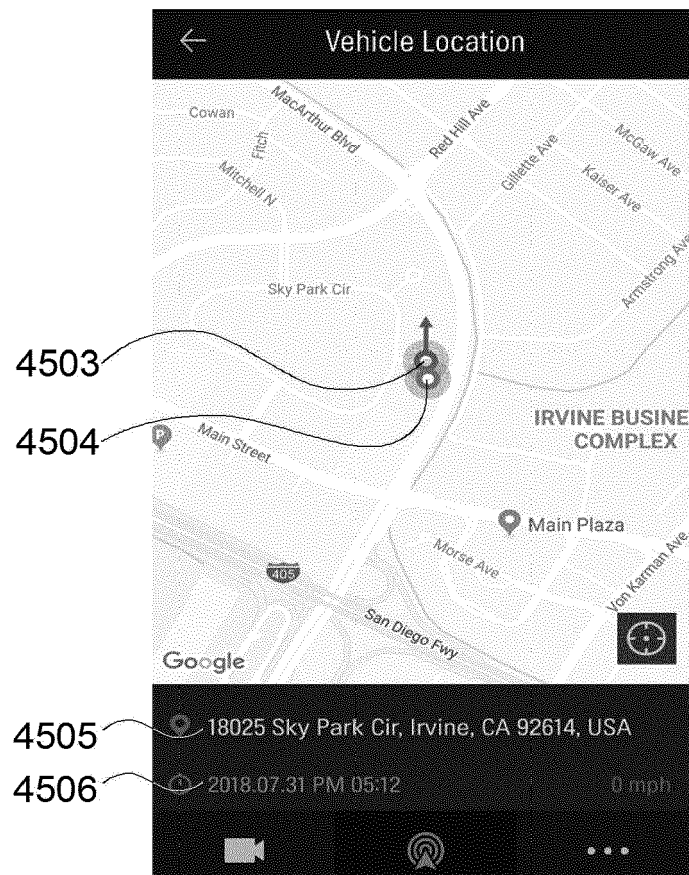 Vehicle Location
Cowan
Fitch
MacArthur Blvd
Red Hill Ave
Mitchell N
Gillette Ave
McGaw Ave
Kaiser Ave
Armstrong Ave
Sky Park Cir
4503
4504
IRVINE BUSINE
COMPLEX
P
Main Street
Main Plaza
Morse Ave
405
Von Karman Ave
San Diego Fwy
Google
4505
18025 Sky Park Cir, Irvine, CA 92614, USA
4506
2018.07.31 PM 05:12
0 mph